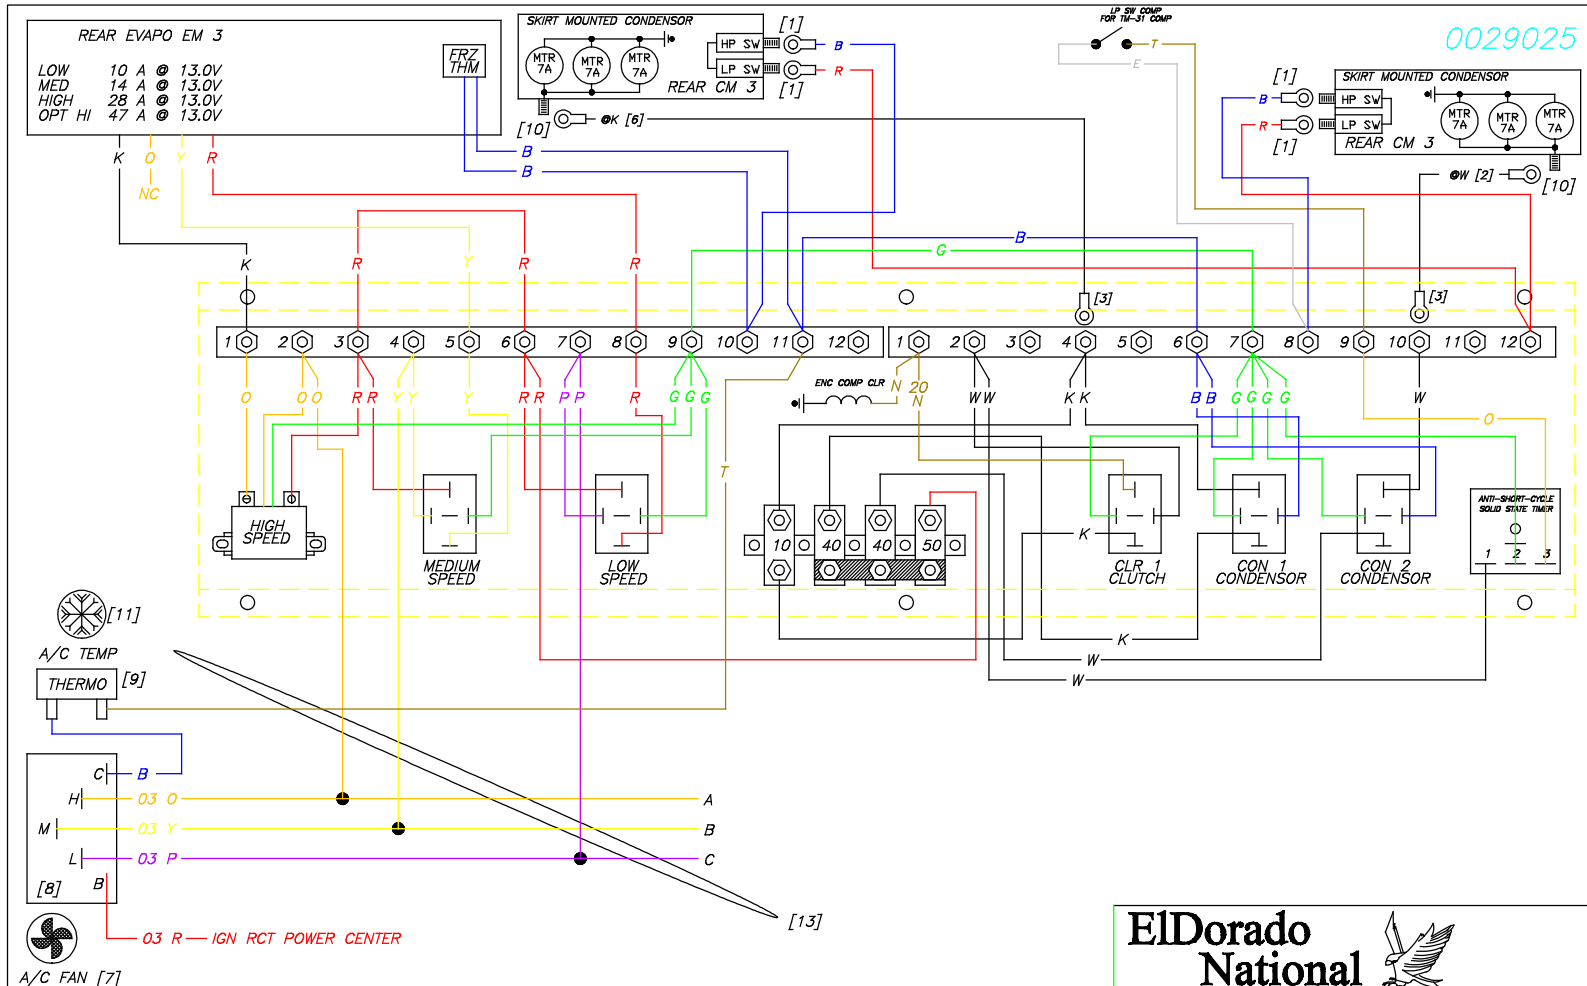 REAR EVAPO EM 3
LOW 10 A @ 13.0V
MED 14 A @ 13.0V
HIGH 28 A @ 13.0V
OPT HI 47 A @ 13.0V
FRZ
THM
K O Y R
NC
SKIRT MOUNTED CONDENSOR
MTR
7A
MTR
7A
MTR
7A
HP SW
LP SW
REAR CM 3
[1]
[1]
B
R
[10]
@K [6]
B
B
LP SW COMP
FOR TM-31 COMP
T
E
0029025
SKIRT MOUNTED CONDENSOR
[1]
B
R
[1]
HP SW
LP SW
MTR
7A
MTR
7A
MTR
7A
REAR CM 3
@W [2]
[10]
K R Y R R G B
[3]
[3]
1 2 3 4 5 6 7 8 9 10 11 12
1 2 3 4 5 6 7 8 9 10 11 12
O O O R R Y Y Y R R P P R G G G
ENC COMP CLR
N 20
N
W W K K B B G G G G W O
T
HIGH
SPEED
MEDIUM
SPEED
LOW
SPEED
10 40 40 50
K
CLR 1
CLUTCH
CON 1
CONDENSOR
CON 2
CONDENSOR
ANTI-SHORT-CYCLE
SOLID STATE TIMER
1 2 3
K
W
W
[11]
A/C TEMP
THERMO
[9]
C B
H 03 O A
M 03 Y B
L 03 P C
[8] B
03 R IGN RCT POWER CENTER
A/C FAN [7]
[13]
ElDorado
National